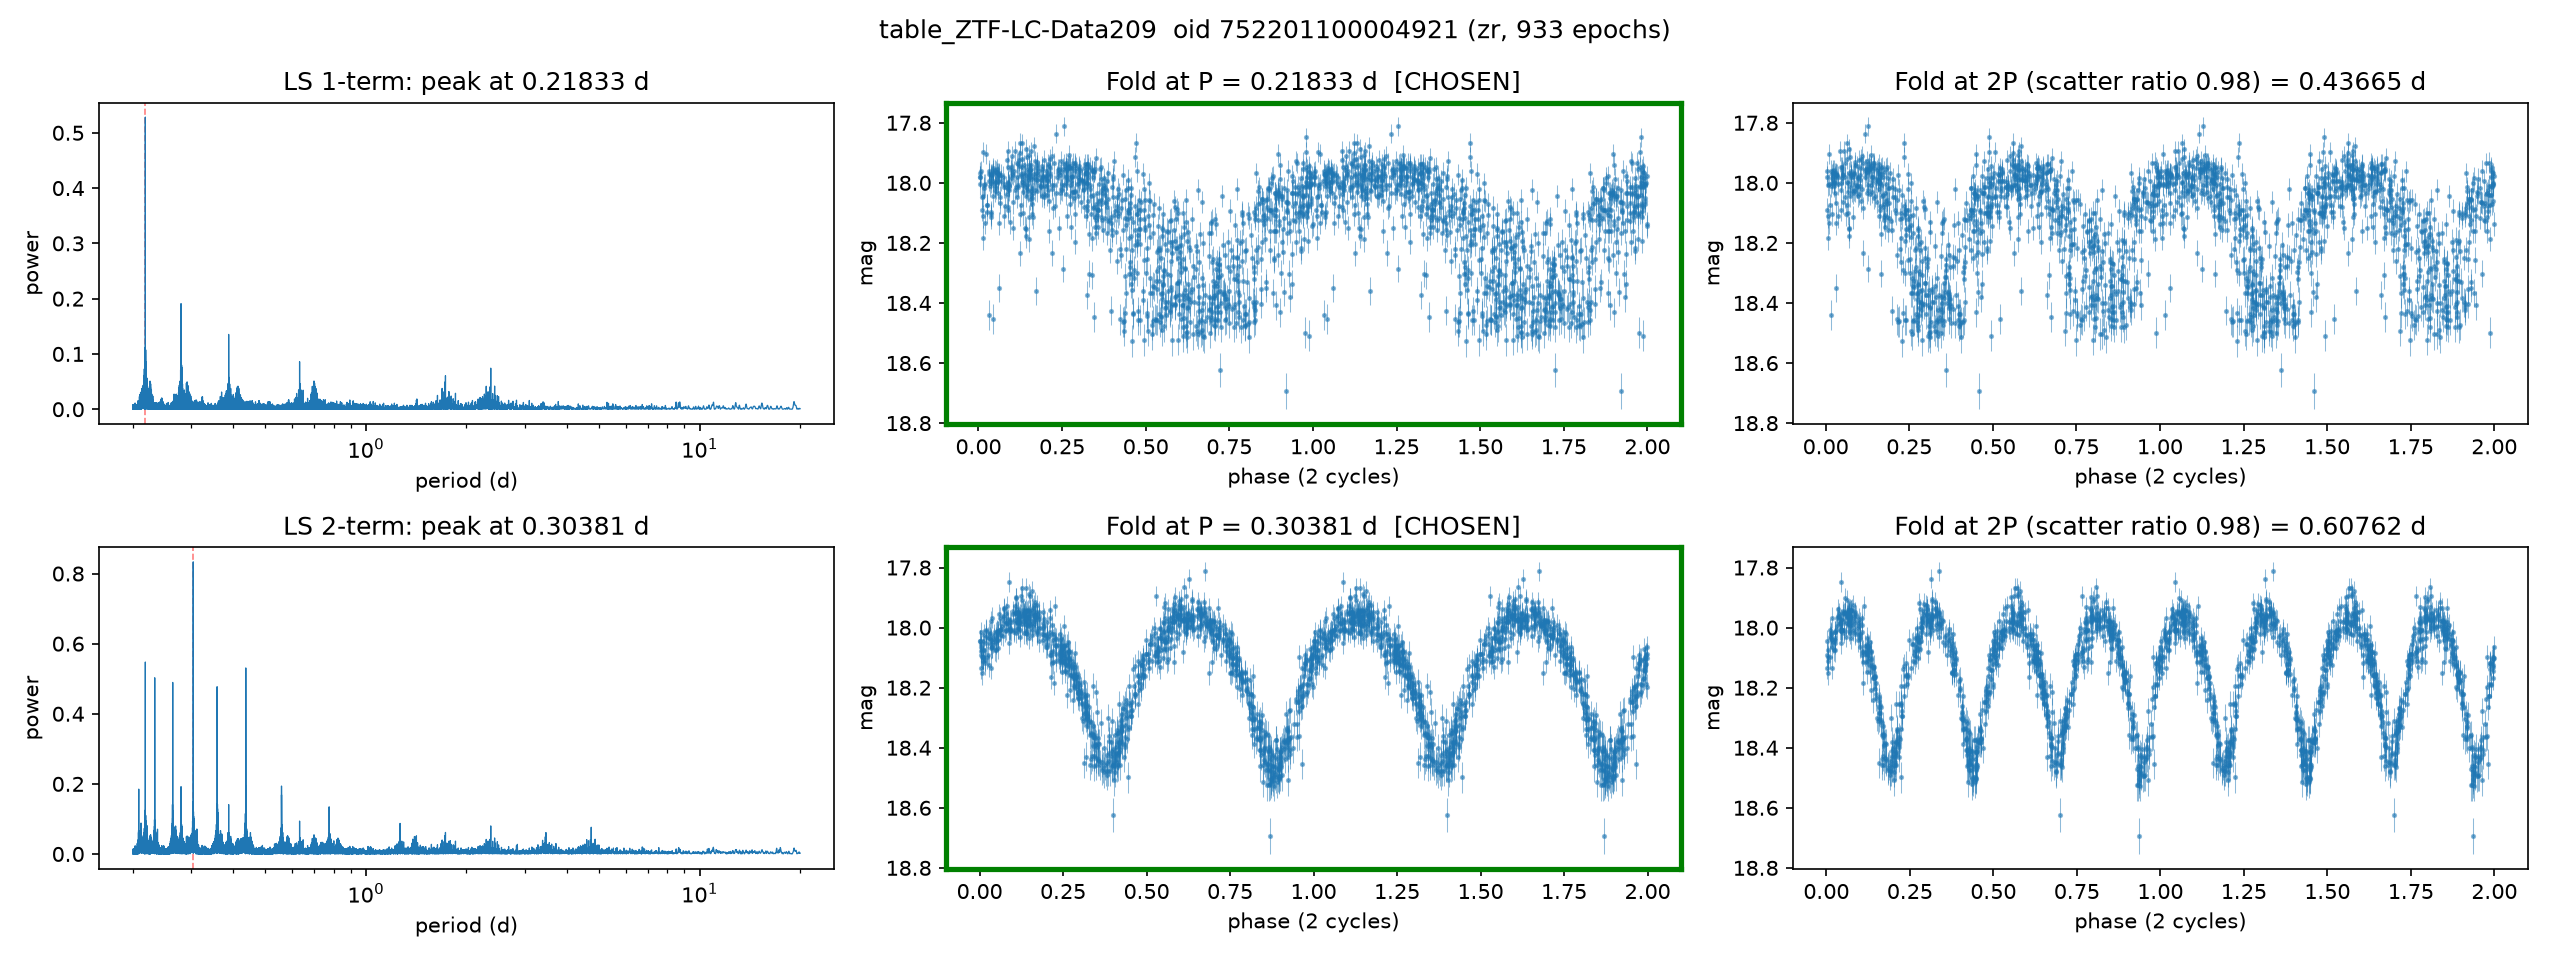 table_ZTF-LC-Data209  oid 752201100004921 (zr, 933 epochs)
LS 1-term: peak at 0.21833 d
power
0.5
0.4
0.3
0.2
0.1
0.0
10⁰
10¹
period (d)
Fold at P = 0.21833 d  [CHOSEN]
mag
17.8
18.0
18.2
18.4
18.6
18.8
0.00 0.25 0.50 0.75 1.00 1.25 1.50 1.75 2.00
phase (2 cycles)
Fold at 2P (scatter ratio 0.98) = 0.43665 d
mag
17.8
18.0
18.2
18.4
18.6
18.8
0.00 0.25 0.50 0.75 1.00 1.25 1.50 1.75 2.00
phase (2 cycles)
LS 2-term: peak at 0.30381 d
power
0.8
0.6
0.4
0.2
0.0
10⁰
10¹
period (d)
Fold at P = 0.30381 d  [CHOSEN]
mag
17.8
18.0
18.2
18.4
18.6
18.8
0.00 0.25 0.50 0.75 1.00 1.25 1.50 1.75 2.00
phase (2 cycles)
Fold at 2P (scatter ratio 0.98) = 0.60762 d
mag
17.8
18.0
18.2
18.4
18.6
18.8
0.00 0.25 0.50 0.75 1.00 1.25 1.50 1.75 2.00
phase (2 cycles)